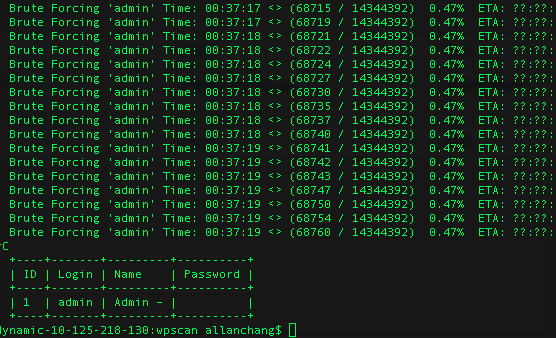 Brute Forcing 'admin' Time: 00:37:17 <> (68715 / 14344392)  0.47%  ETA: ??:??:
Brute Forcing 'admin' Time: 00:37:17 <> (68719 / 14344392)  0.47%  ETA: ??:??:
Brute Forcing 'admin' Time: 00:37:18 <> (68721 / 14344392)  0.47%  ETA: ??:??:
Brute Forcing 'admin' Time: 00:37:18 <> (68722 / 14344392)  0.47%  ETA: ??:??:
Brute Forcing 'admin' Time: 00:37:18 <> (68724 / 14344392)  0.47%  ETA: ??:??:
Brute Forcing 'admin' Time: 00:37:18 <> (68727 / 14344392)  0.47%  ETA: ??:??:
Brute Forcing 'admin' Time: 00:37:18 <> (68730 / 14344392)  0.47%  ETA: ??:??:
Brute Forcing 'admin' Time: 00:37:18 <> (68735 / 14344392)  0.47%  ETA: ??:??:
Brute Forcing 'admin' Time: 00:37:18 <> (68737 / 14344392)  0.47%  ETA: ??:??:
Brute Forcing 'admin' Time: 00:37:18 <> (68740 / 14344392)  0.47%  ETA: ??:??:
Brute Forcing 'admin' Time: 00:37:19 <> (68741 / 14344392)  0.47%  ETA: ??:??:
Brute Forcing 'admin' Time: 00:37:19 <> (68742 / 14344392)  0.47%  ETA: ??:??:
Brute Forcing 'admin' Time: 00:37:19 <> (68743 / 14344392)  0.47%  ETA: ??:??:
Brute Forcing 'admin' Time: 00:37:19 <> (68747 / 14344392)  0.47%  ETA: ??:??:
Brute Forcing 'admin' Time: 00:37:19 <> (68750 / 14344392)  0.47%  ETA: ??:??:
Brute Forcing 'admin' Time: 00:37:19 <> (68754 / 14344392)  0.47%  ETA: ??:??:
Brute Forcing 'admin' Time: 00:37:19 <> (68760 / 14344392)  0.47%  ETA: ??:??:
^C
+----+-------+---------+----------+
| ID | Login | Name    | Password |
+----+-------+---------+----------+
| 1  | admin | Admin – |          |
+----+-------+---------+----------+
dynamic-10-125-218-130:wpscan allanchang$